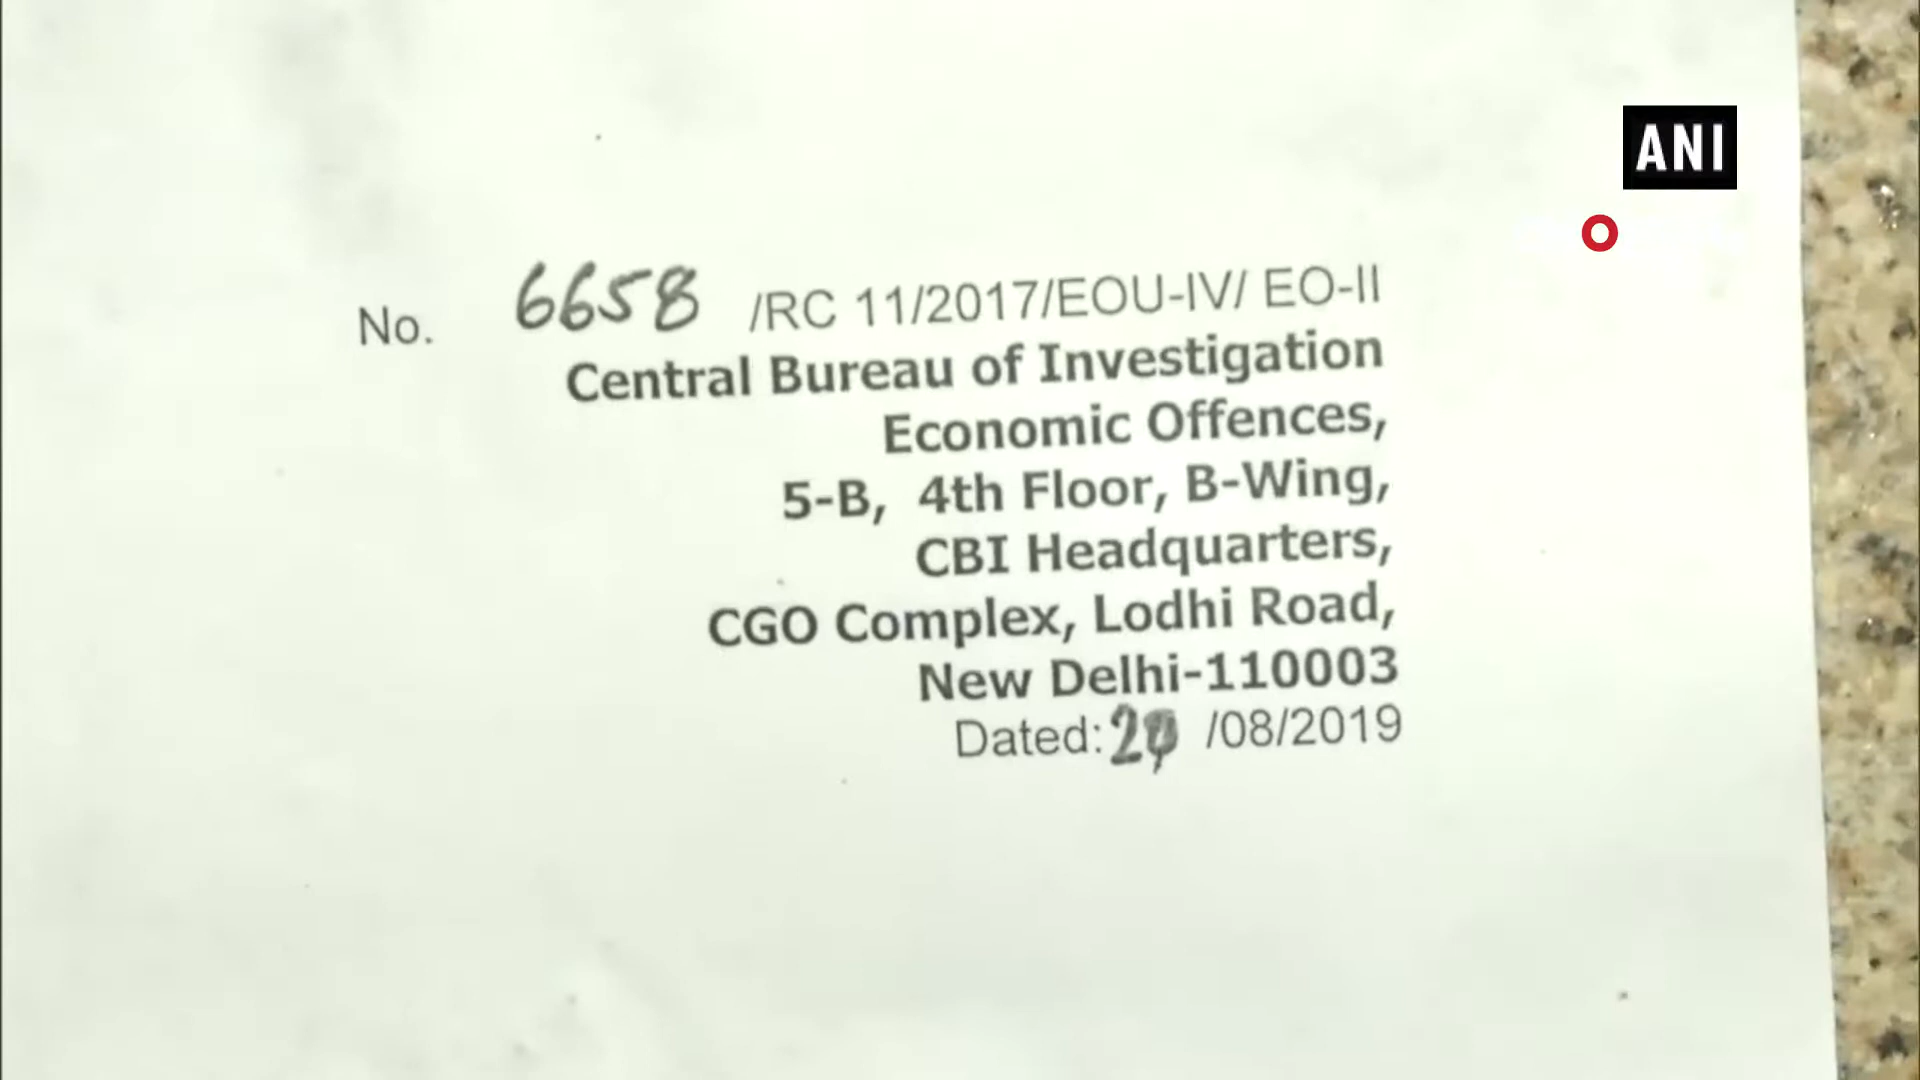 ANI
No. 6658 /RC 11/2017/EOU-IV/ EO-II
Central Bureau of Investigation
Economic Offences,
5-B, 4th Floor, B-Wing,
CBI Headquarters,
CGO Complex, Lodhi Road,
New Delhi-110003
Dated: /08/2019